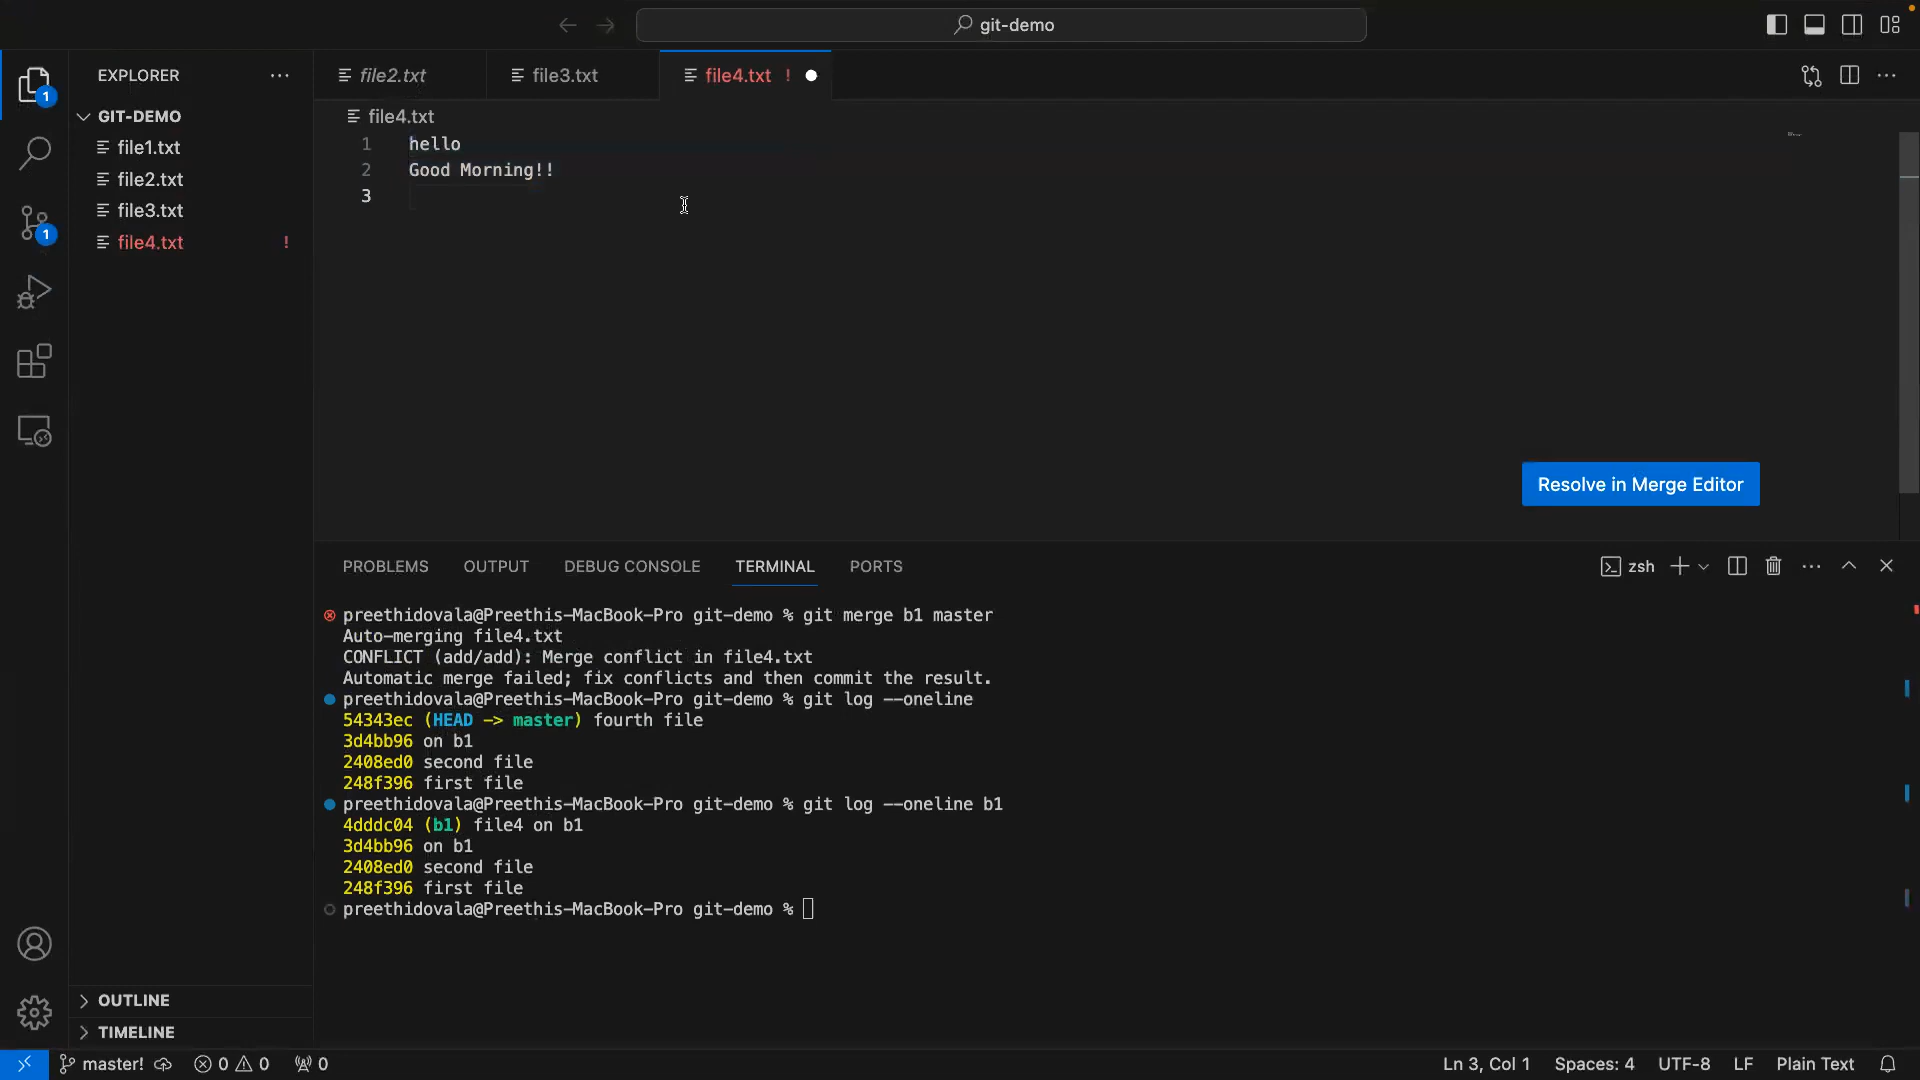 git-demo
EXPLORER
file2.txt
file3.txt
file4.txt !
1
GIT-DEMO
file1.txt
file2.txt
file3.txt
file4.txt !
1
file4.txt
1 hello
2 Good Morning!!
3
Resolve in Merge Editor
PROBLEMS OUTPUT DEBUG CONSOLE TERMINAL PORTS
zsh
preethidovala@Preethis-MacBook-Pro git-demo % git merge b1 master
Auto-merging file4.txt
CONFLICT (add/add): Merge conflict in file4.txt
Automatic merge failed; fix conflicts and then commit the result.
preethidovala@Preethis-MacBook-Pro git-demo % git log --oneline
54343ec (HEAD -> master) fourth file
3d4bb96 on b1
2408ed0 second file
248f396 first file
preethidovala@Preethis-MacBook-Pro git-demo % git log --oneline b1
4dddc04 (b1) file4 on b1
3d4bb96 on b1
2408ed0 second file
248f396 first file
preethidovala@Preethis-MacBook-Pro git-demo %
OUTLINE
TIMELINE
master! 0 0 0 Ln 3, Col 1 Spaces: 4 UTF-8 LF Plain Text